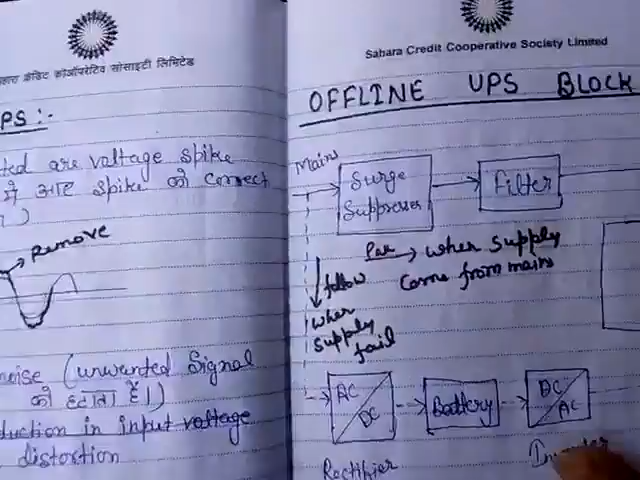 सहारा क्रेडिट कोऑपरेटिव सोसाइटी लिमिटेड
PS :-
ted are voltage spike
में आए spike को correct
Remove
noise (unwanted signal
को हटाता है।)
duction in input voltage
distortion
Sahara Credit Cooperative Society Limited
OFFLINE UPS BLOCK
Mains
Surge
Suppresser
Filter
→ when supply
come from mains
follow
when
supply
fail
AC
DC
Battery
DC
AC
Rectifier